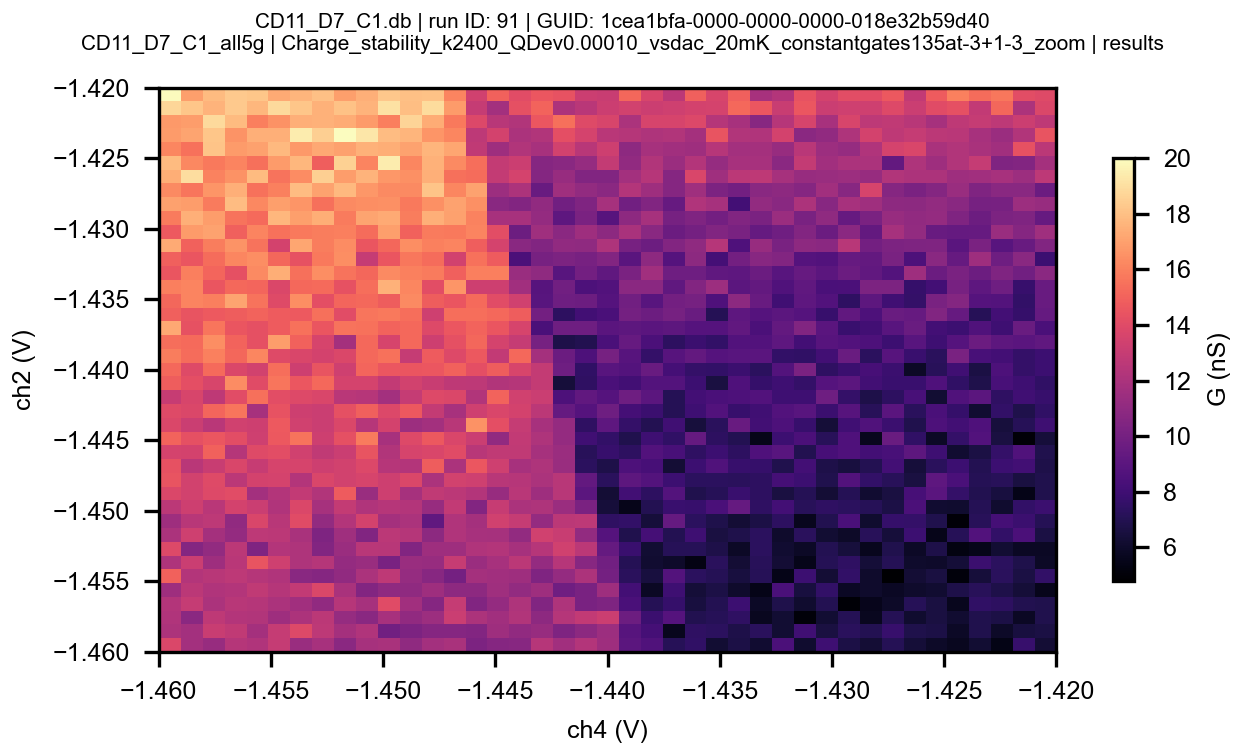 CD11_D7_C1.db | run ID: 91 | GUID: 1cea1bfa-0000-0000-0000-018e32b59d40
CD11_D7_C1_all5g | Charge_stability_k2400_QDev0.00010_vsdac_20mK_constantgates135at-3+1-3_zoom | results
−1.420
−1.425
−1.430
−1.435
−1.440
−1.445
−1.450
−1.455
−1.460
ch2 (V)
−1.460 −1.455 −1.450 −1.445 −1.440 −1.435 −1.430 −1.425 −1.420
ch4 (V)
20
18
16
14
12
10
8
6
G (nS)